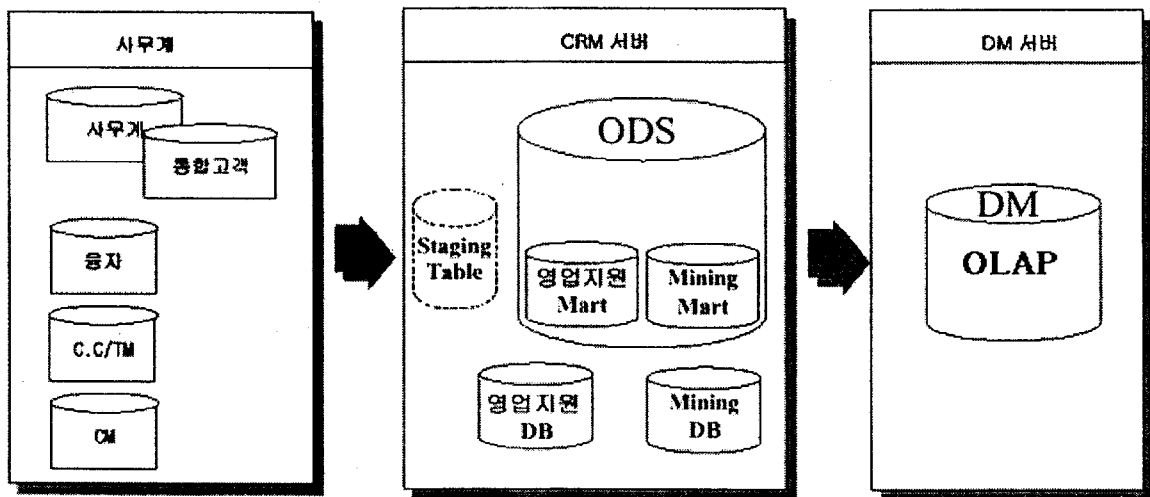 사무계
사무계
통합고객
융자
C.C/TM
CM
CRM 서버
ODS
Staging
Table
영업지원
Mart
Mining
Mart
영업지원
DB
Mining
DB
DM 서버
DM
OLAP